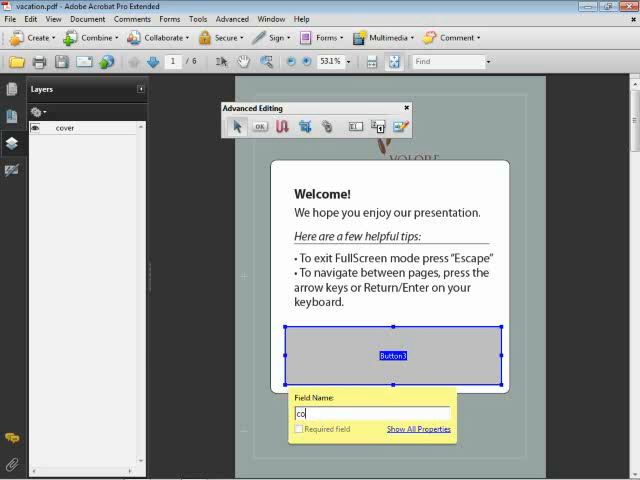 vacation.pdf - Adobe Acrobat Pro Extended
File Edit View Document Comments Forms Tools Advanced Window Help
Create Combine Collaborate Secure Sign Forms Multimedia Comment
1 / 6 53.1% Find
Layers
cover
Advanced Editing
OK
VOLORE
Welcome!
We hope you enjoy our presentation.
Here are a few helpful tips:
• To exit FullScreen mode press "Escape"
• To navigate between pages, press the
arrow keys or Return/Enter on your
keyboard.
Button3
Field Name:
co
Required field Show All Properties